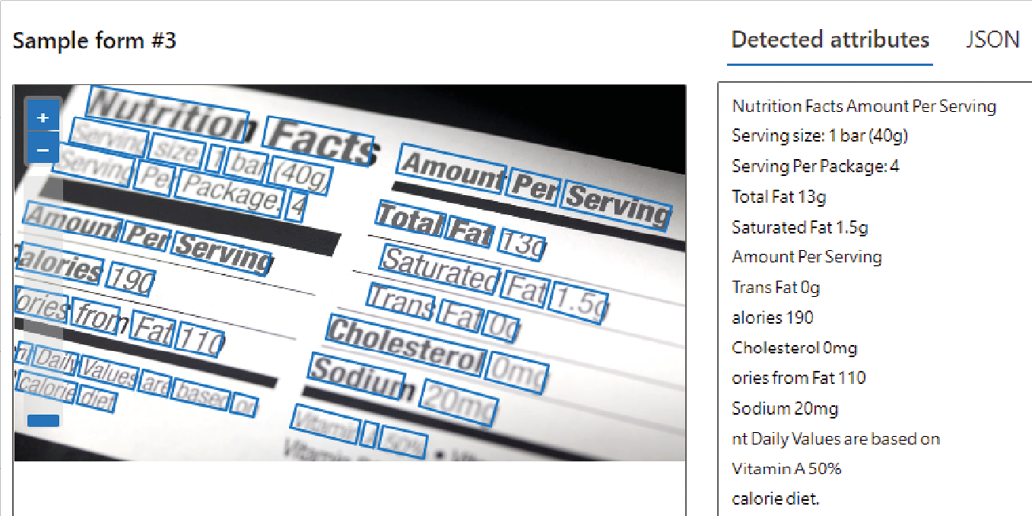 Sample form #3
Detected attributes JSON
+
−
Nutrition Facts
Serving size: 1 bar (40g)
Serving Per Package: 4
Amount Per Serving
alories 190
ories from Fat 110
nt Daily Values are based on
calorie diet.
Amount Per Serving
Total Fat 13g
Saturated Fat 1.5g
Trans Fat 0g
Cholesterol 0mg
Sodium 20mg
Vitamin A 50%
Nutrition Facts Amount Per Serving
Serving size: 1 bar (40g)
Serving Per Package: 4
Total Fat 13g
Saturated Fat 1.5g
Amount Per Serving
Trans Fat 0g
alories 190
Cholesterol 0mg
ories from Fat 110
Sodium 20mg
nt Daily Values are based on
Vitamin A 50%
calorie diet.